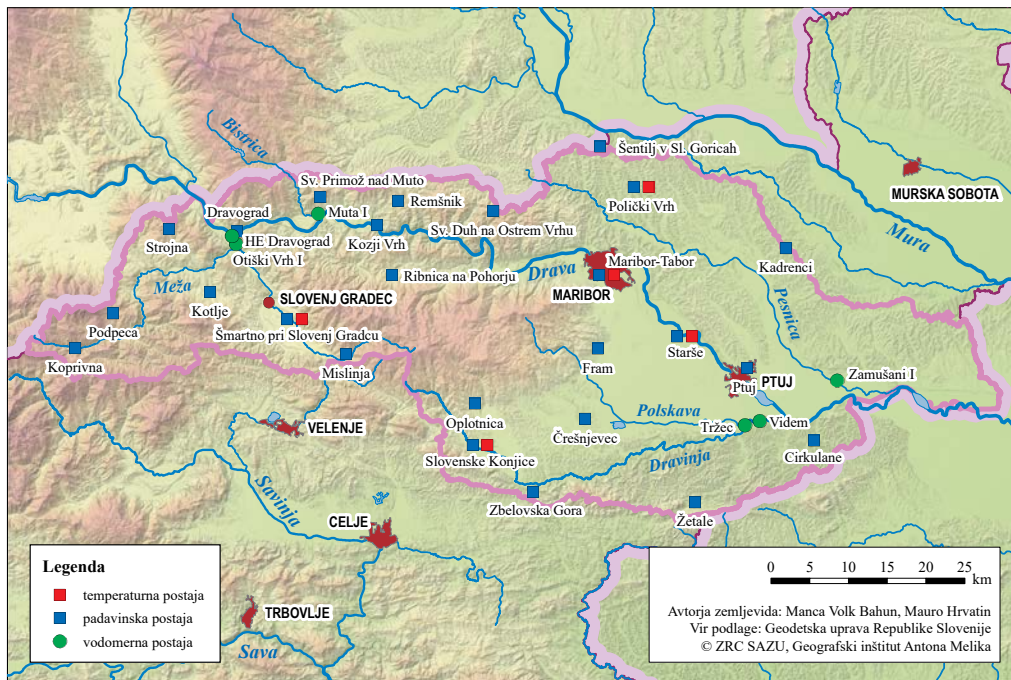 Bistrica
Šentilj v Sl. Goricah
MURSKA SOBOTA
Sv. Primož nad Muto
Remšnik
Polički Vrh
Dravograd
Muta I
Strojna
HE Dravograd
Kozji Vrh
Sv. Duh na Ostrem Vrhu
Mura
Otiški Vrh I
Maribor-Tabor
Kadrenci
Meža
Ribnica na Pohorju
Drava
Kotlje
SLOVENJ GRADEC
MARIBOR
Pesnica
Podpeca
Šmartno pri Slovenj Gradcu
Starše
Koprivna
Mislinja
Fram
Zamušani I
Ptuj
PTUJ
Oplotnica
Polskava
Videm
VELENJE
Črešnjevec
Tržec
Slovenske Konjice
Dravinja
Cirkulane
Savinja
Zbelovska Gora
Žetale
CELJE
Legenda
temperaturna postaja
padavinska postaja
vodomerna postaja
TRBOVLJE
Sava
0 5 10 15 20 25
km
Avtorja zemljevida: Manca Volk Bahun, Mauro Hrvatin
Vir podlage: Geodetska uprava Republike Slovenije
© ZRC SAZU, Geografski inštitut Antona Melika